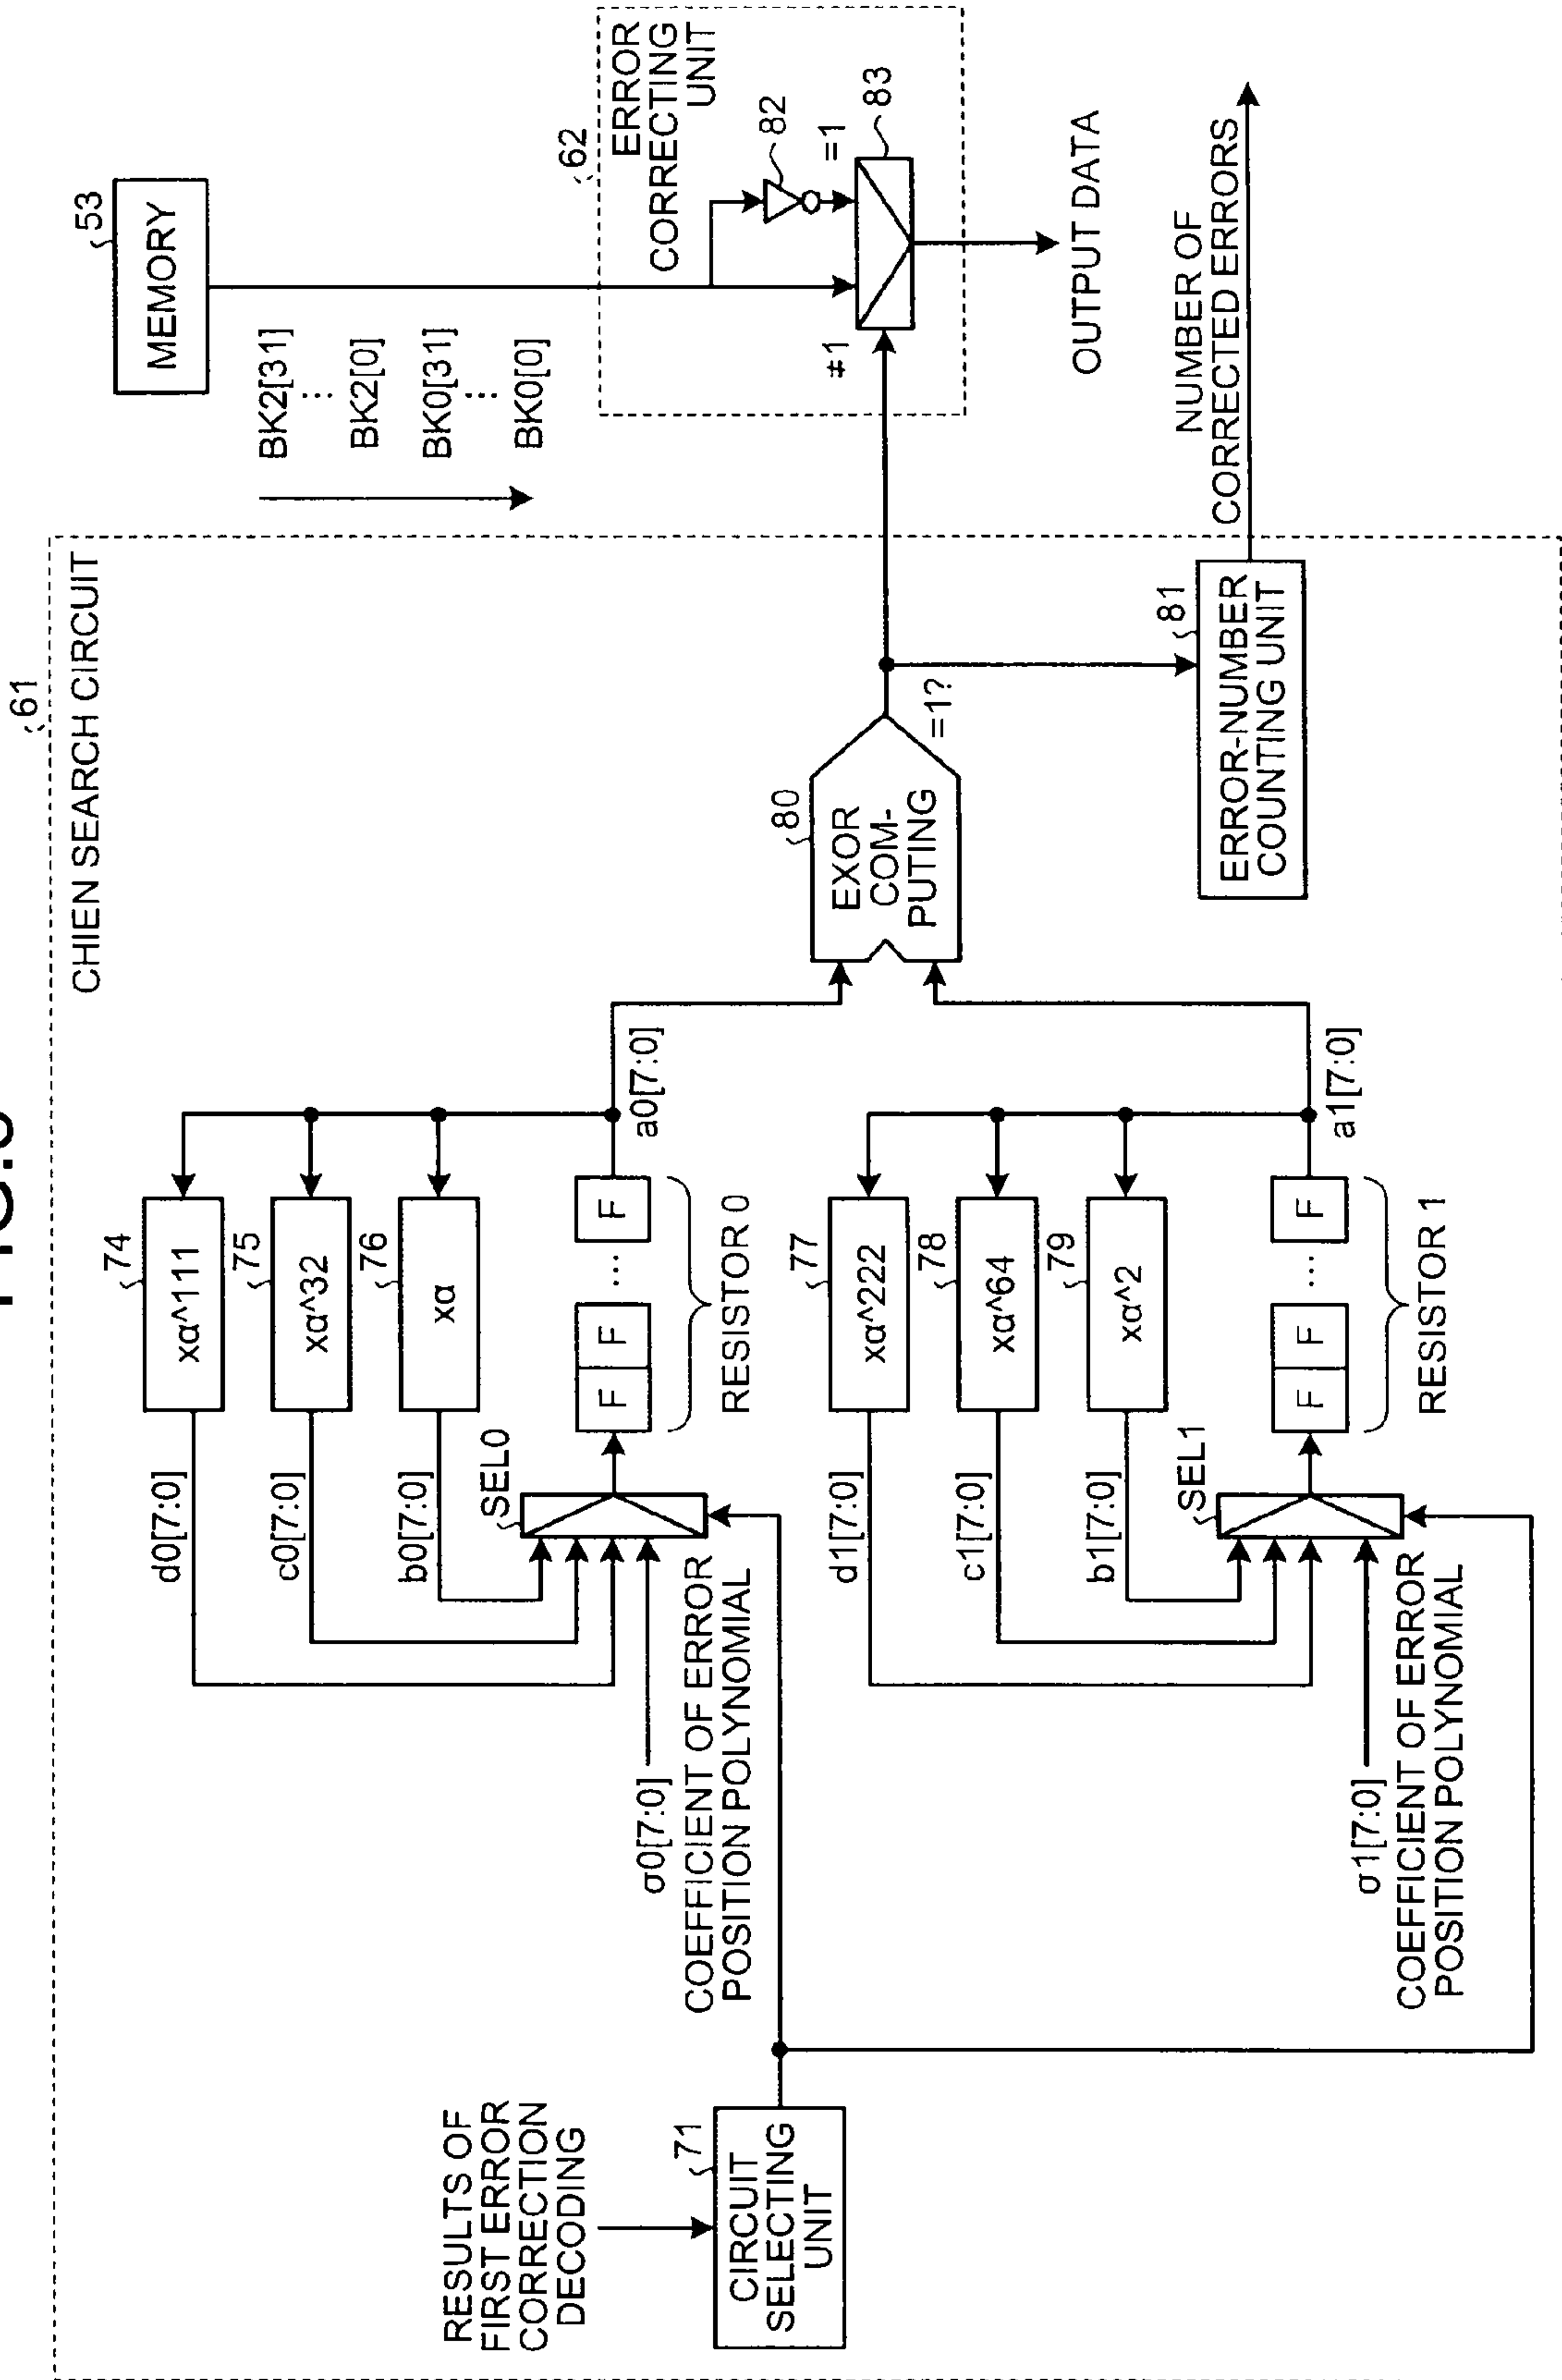 61
CHIEN SEARCH CIRCUIT
RESULTS OF
FIRST ERROR
CORRECTION
DECODING
71
CIRCUIT
SELECTING
UNIT
74
xα^111
d0[7:0]
75
xα^32
c0[7:0]
76
xα
b0[7:0]
SEL0
F F ... F
RESISTOR 0
a0[7:0]
σ0[7:0]
COEFFICIENT OF ERROR
POSITION POLYNOMIAL
77
xα^222
d1[7:0]
78
xα^64
c1[7:0]
79
xα^2
b1[7:0]
SEL1
F F ... F
RESISTOR 1
a1[7:0]
σ1[7:0]
COEFFICIENT OF ERROR
POSITION POLYNOMIAL
80
EXOR
COM-
PUTING
=1?
81
ERROR-NUMBER
COUNTING UNIT
NUMBER OF
CORRECTED ERRORS
53
MEMORY
BK2[31]
...
BK2[0]
BK0[31]
...
BK0[0]
62
ERROR
CORRECTING
UNIT
82
=1
≠1
83
OUTPUT DATA